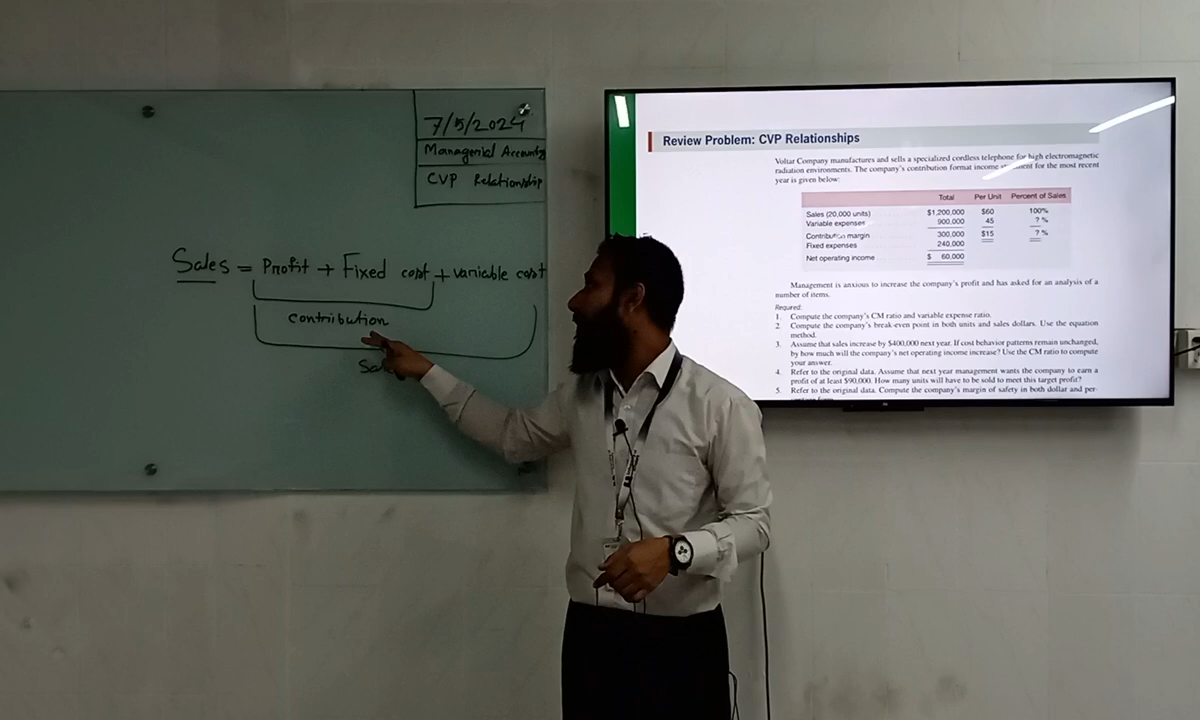 7/5/2024
Managerial Accounting
CVP Relationship
Sales = Profit + Fixed cost + variable cost
contribution
Review Problem: CVP Relationships
Voltar Company manufactures and sells a specialized cordless telephone for high electromagnetic
radiation environments. The company's contribution format income for the most recent
year is given below:
Total Per Unit Percent of Sales
Sales (20,000 units) $1,200,000 $60 100%
Variable expenses 900,000 45 ? %
Contribution margin 300,000 $15 ? %
Fixed expenses 240,000
Net operating income $ 60,000
Management is anxious to increase the company's profit and has asked for an analysis of a
number of items.
Required:
1. Compute the company's CM ratio and variable expense ratio.
2. Compute the company's break-even point in both units and sales dollars. Use the equation
method.
3. Assume that sales increase by $400,000 next year. If cost behavior patterns remain unchanged,
by how much will the company's net operating income increase? Use the CM ratio to compute
your answer.
4. Refer to the original data. Assume that next year management wants the company to earn a
profit of at least $90,000. How many units will have to be sold to meet this target profit?
5. Refer to the original data. Compute the company's margin of safety in both dollar and per-